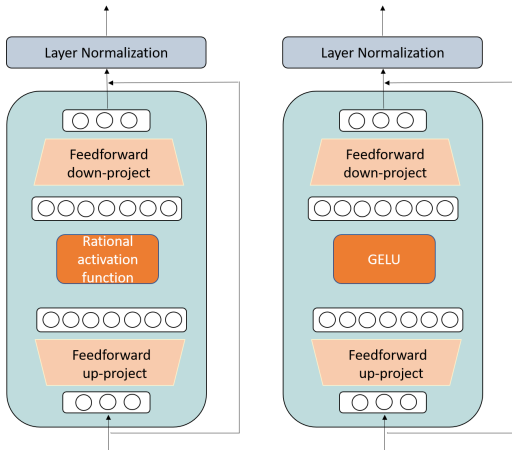 Layer Normalization
Feedforward
down-project
Rational
activation
function
Feedforward
up-project
Layer Normalization
Feedforward
down-project
GELU
Feedforward
up-project